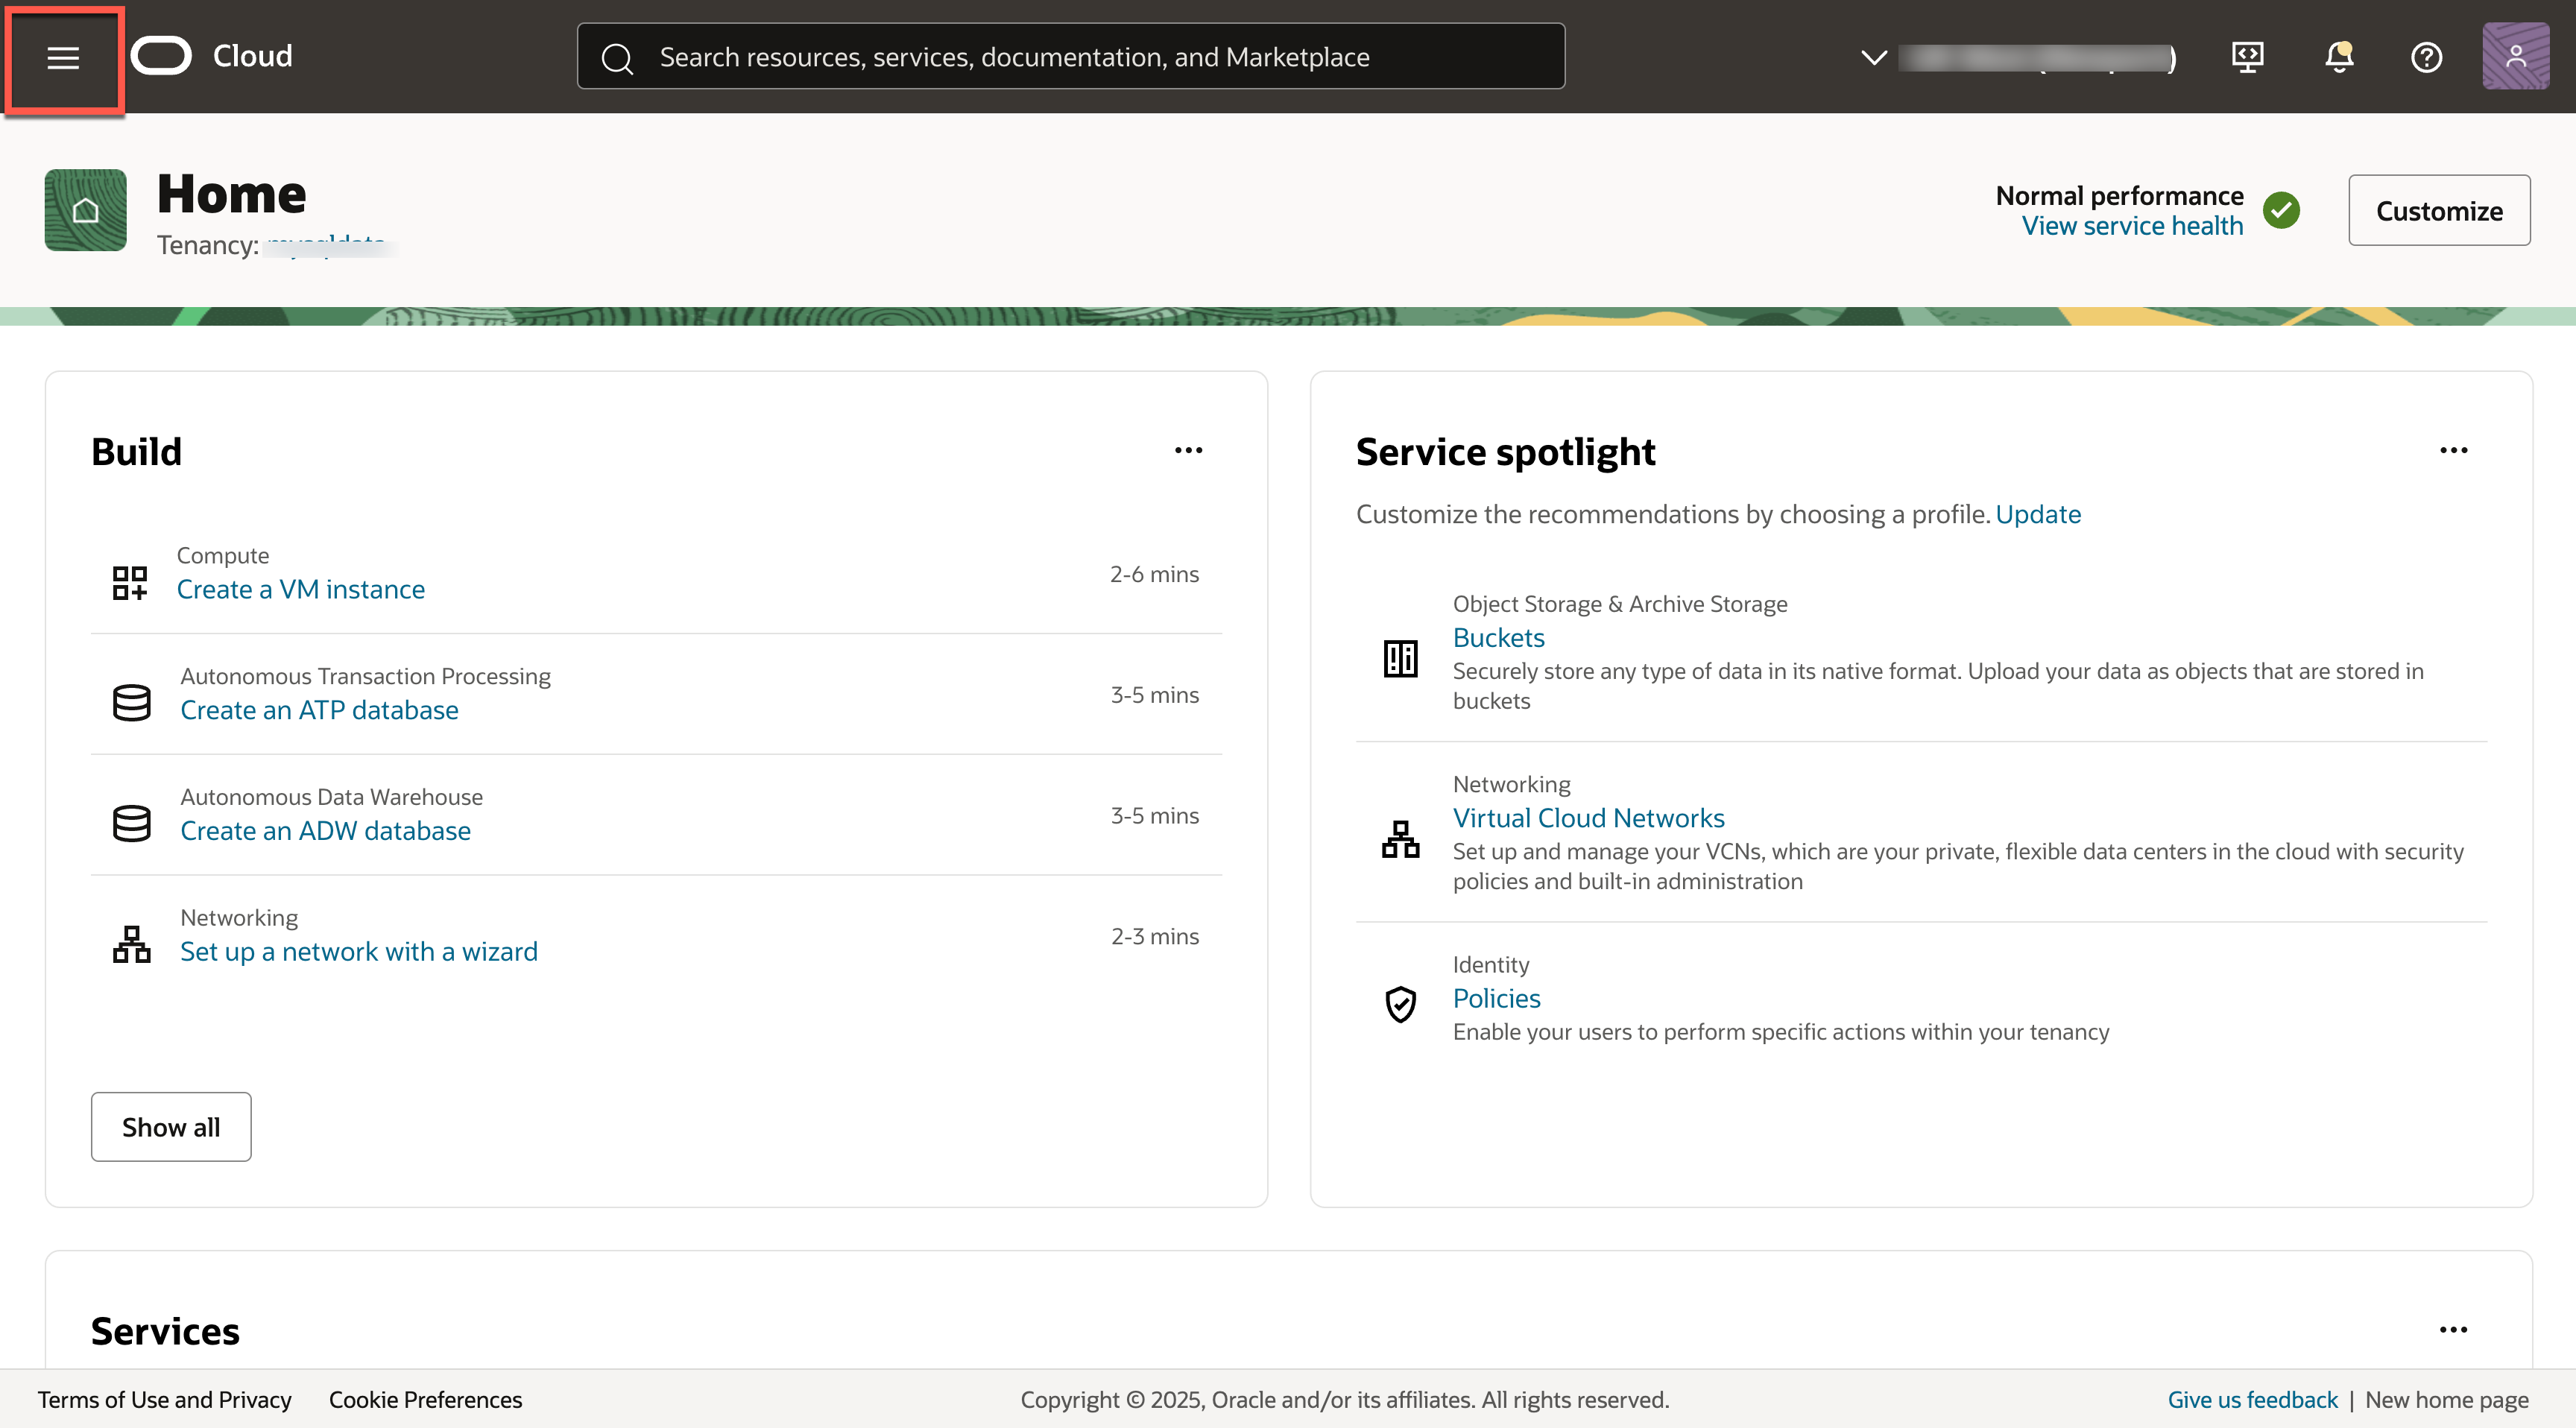 Cloud
Search resources, services, documentation, and Marketplace
Home
Tenancy:
Normal performance
View service health
Customize
Build
Compute
Create a VM instance
2-6 mins
Autonomous Transaction Processing
Create an ATP database
3-5 mins
Autonomous Data Warehouse
Create an ADW database
3-5 mins
Networking
Set up a network with a wizard
2-3 mins
Show all
Service spotlight
Customize the recommendations by choosing a profile. Update
Object Storage & Archive Storage
Buckets
Securely store any type of data in its native format. Upload your data as objects that are stored in
buckets
Networking
Virtual Cloud Networks
Set up and manage your VCNs, which are your private, flexible data centers in the cloud with security
policies and built-in administration
Identity
Policies
Enable your users to perform specific actions within your tenancy
Services
Terms of Use and Privacy
Cookie Preferences
Copyright © 2025, Oracle and/or its affiliates. All rights reserved.
Give us feedback | New home page